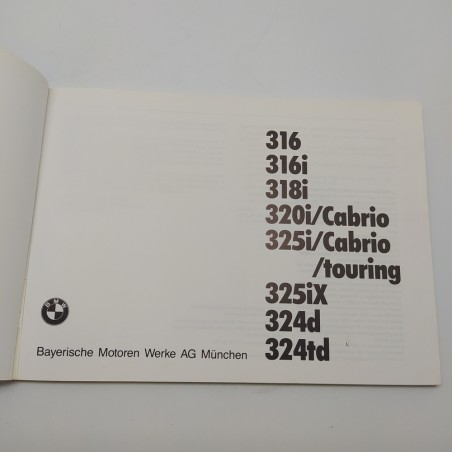 316
316i
318i
320i/Cabrio
325i/Cabrio
/touring
325iX
324d
324td
BMW
Bayerische Motoren Werke AG München